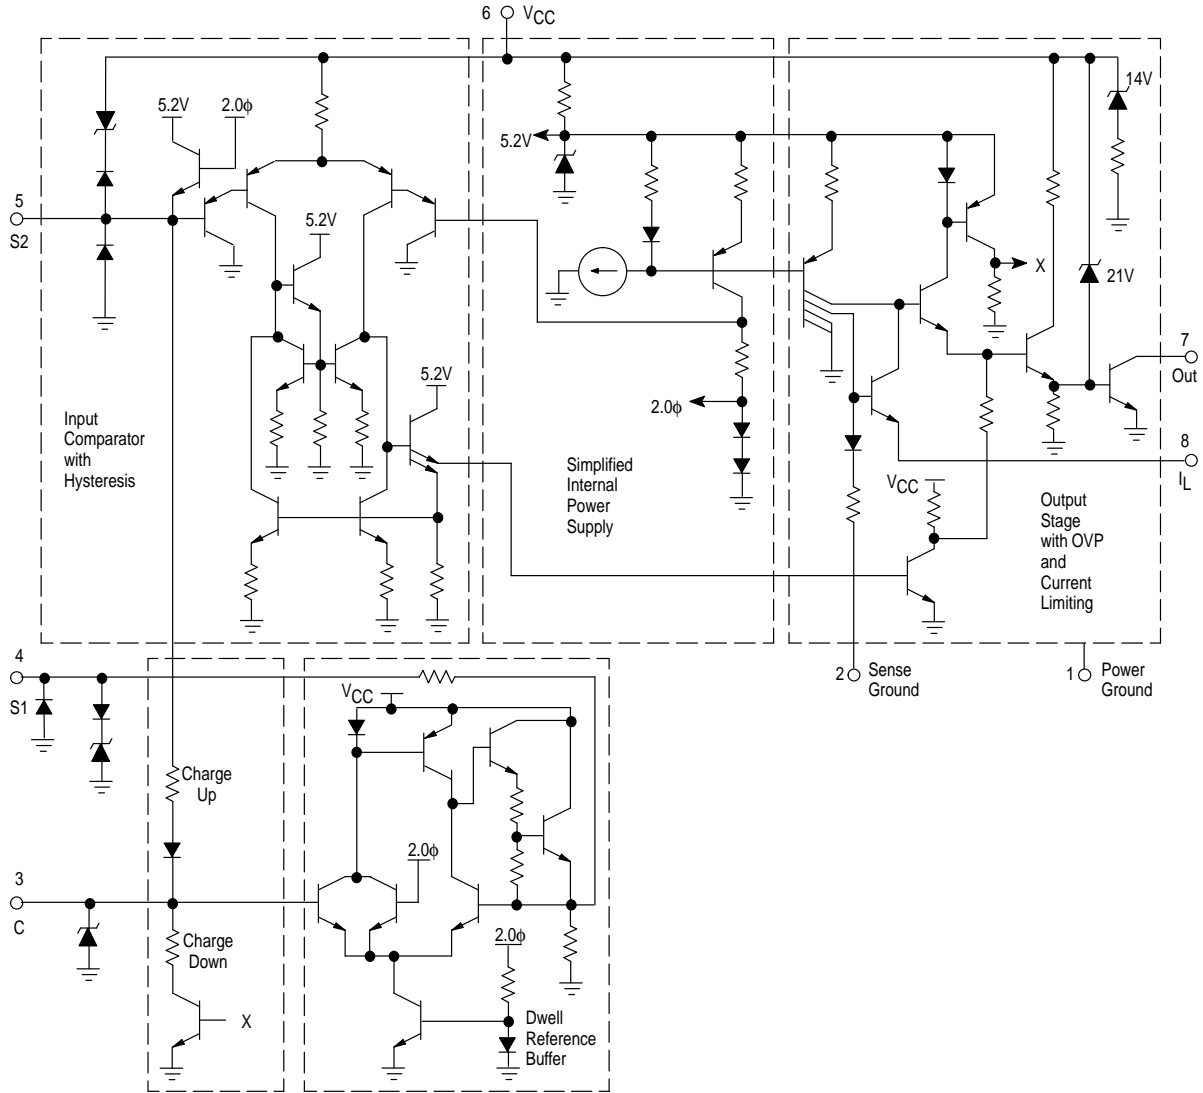 6 VCC
14V
5.2V 2.0ϕ
5.2V
5
S2
5.2V
X
21V
7
Out
5.2V
2.0ϕ
Input
Comparator
with
Hysteresis
8
IL
Simplified
Internal
Power
Supply
VCC
Output
Stage
with OVP
and
Current
Limiting
4
S1
2 Sense
Ground
1 Power
Ground
VCC
Charge
Up
2.0ϕ
3
C
Charge
Down
2.0ϕ
X
Dwell
Reference
Buffer